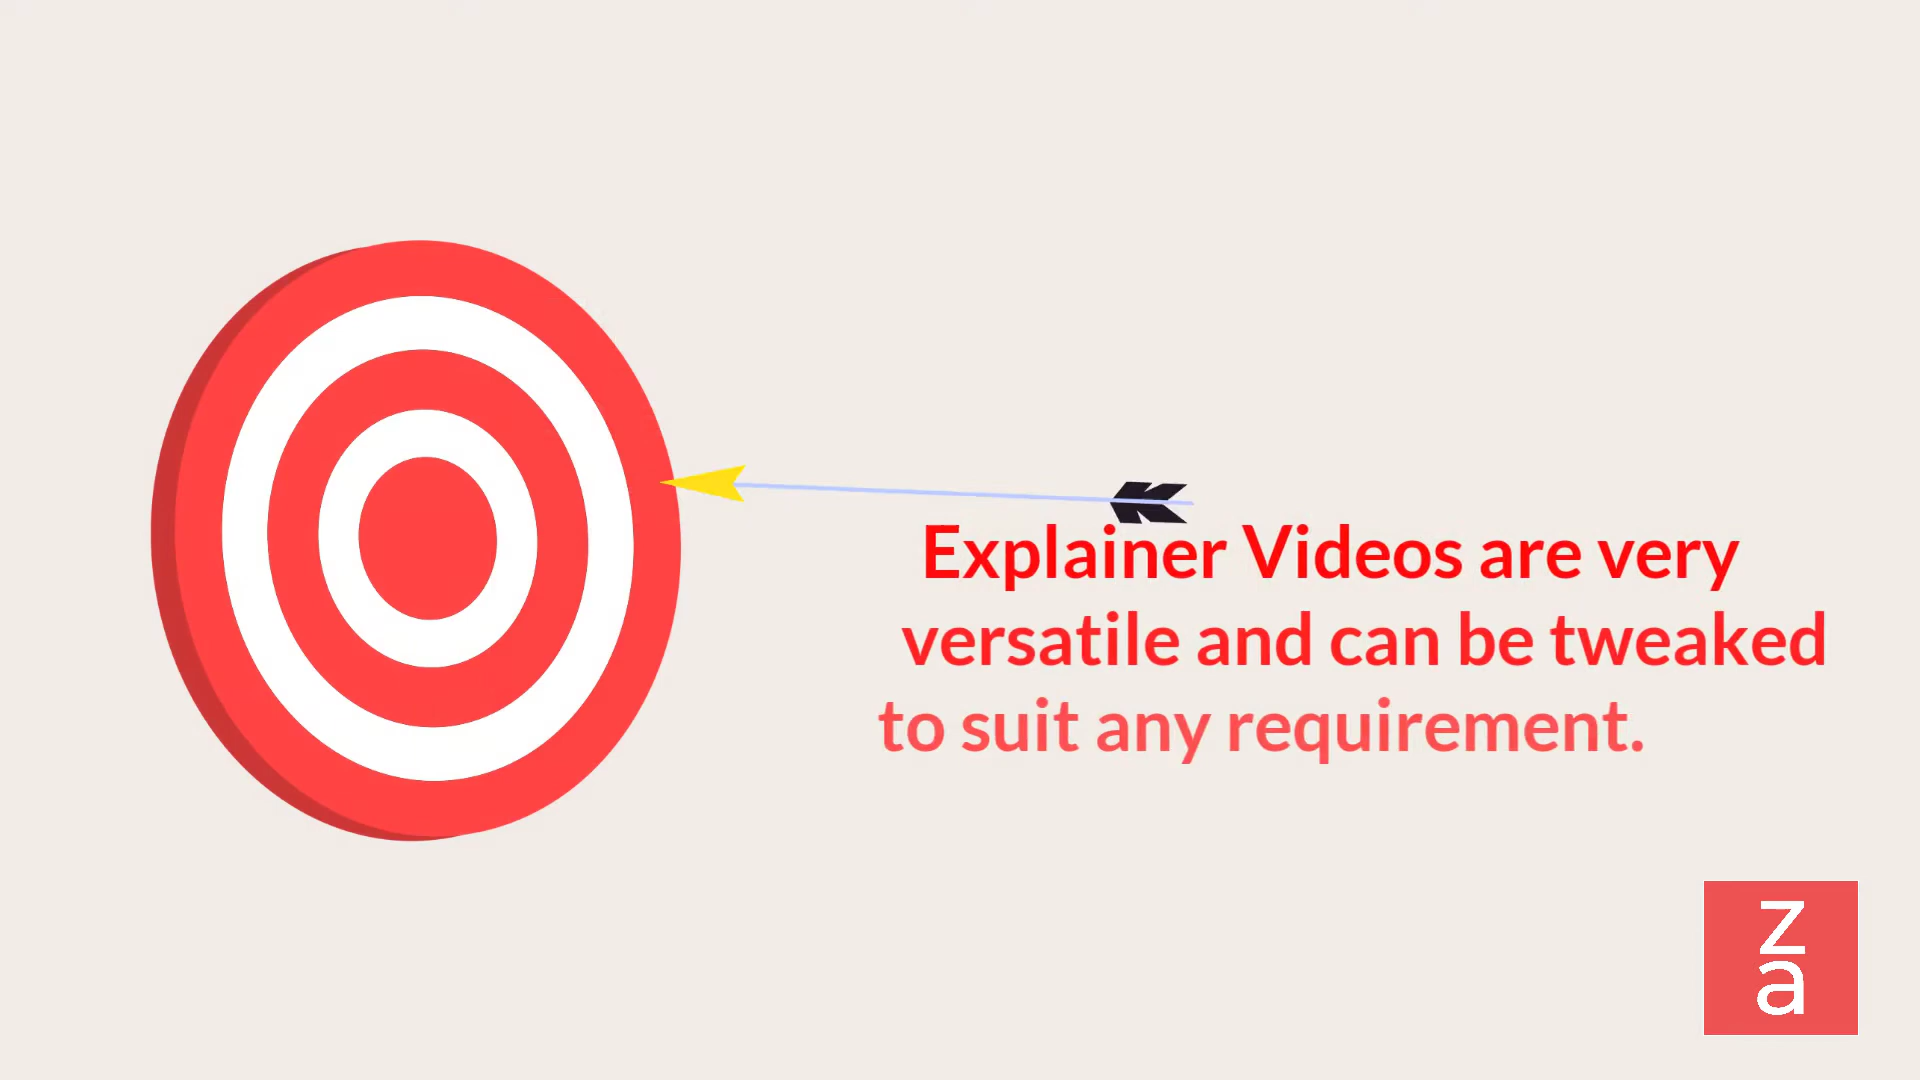 Explainer Videos are very
versatile and can be tweaked
to suit any requirement.
z
a